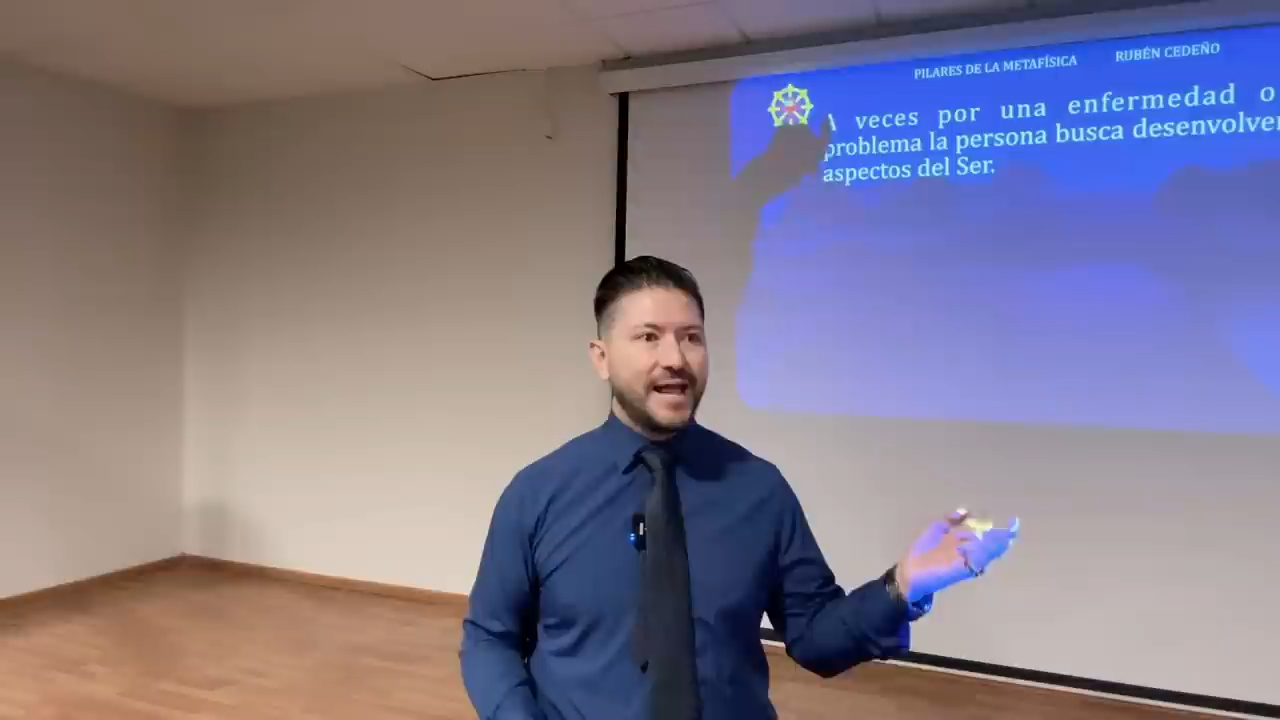 PILARES DE LA METAFÍSICA RUBÉN CEDEÑO
A veces por una enfermedad o
problema la persona busca desenvolver
aspectos del Ser.